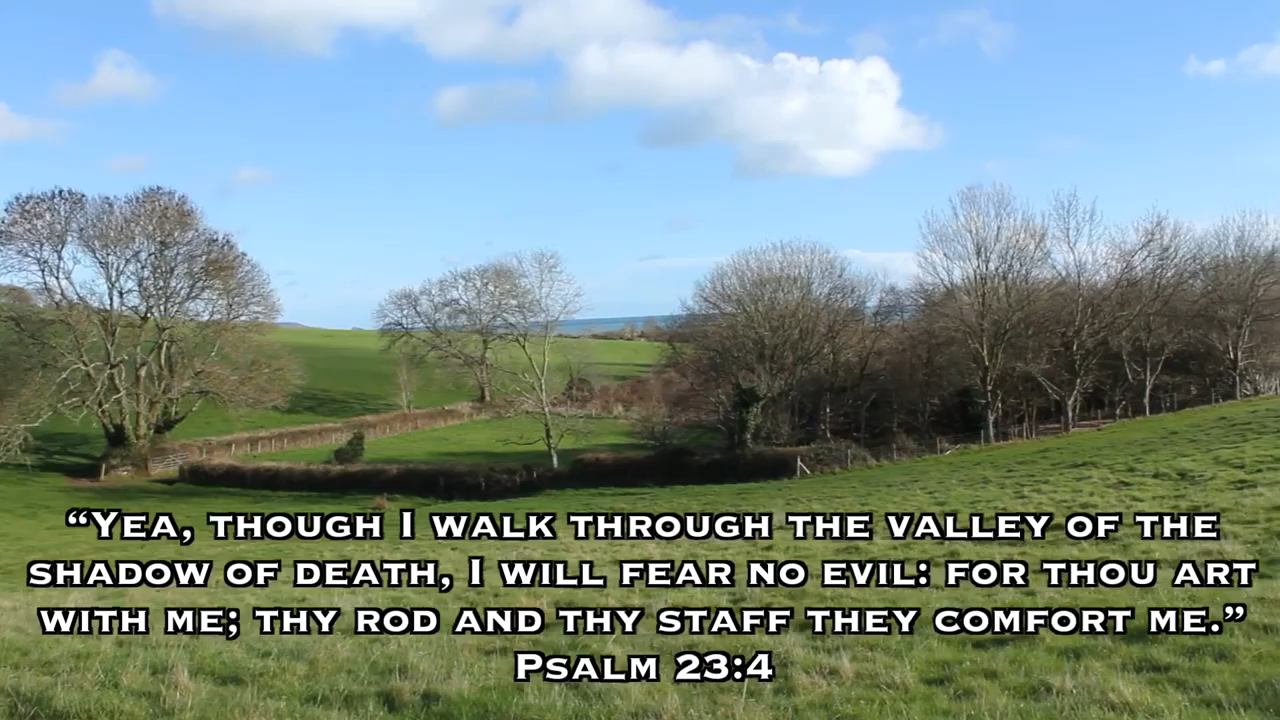 “Yea, though I walk through the valley of the
shadow of death, I will fear no evil: for thou art
with me; thy rod and thy staff they comfort me.”
Psalm 23:4